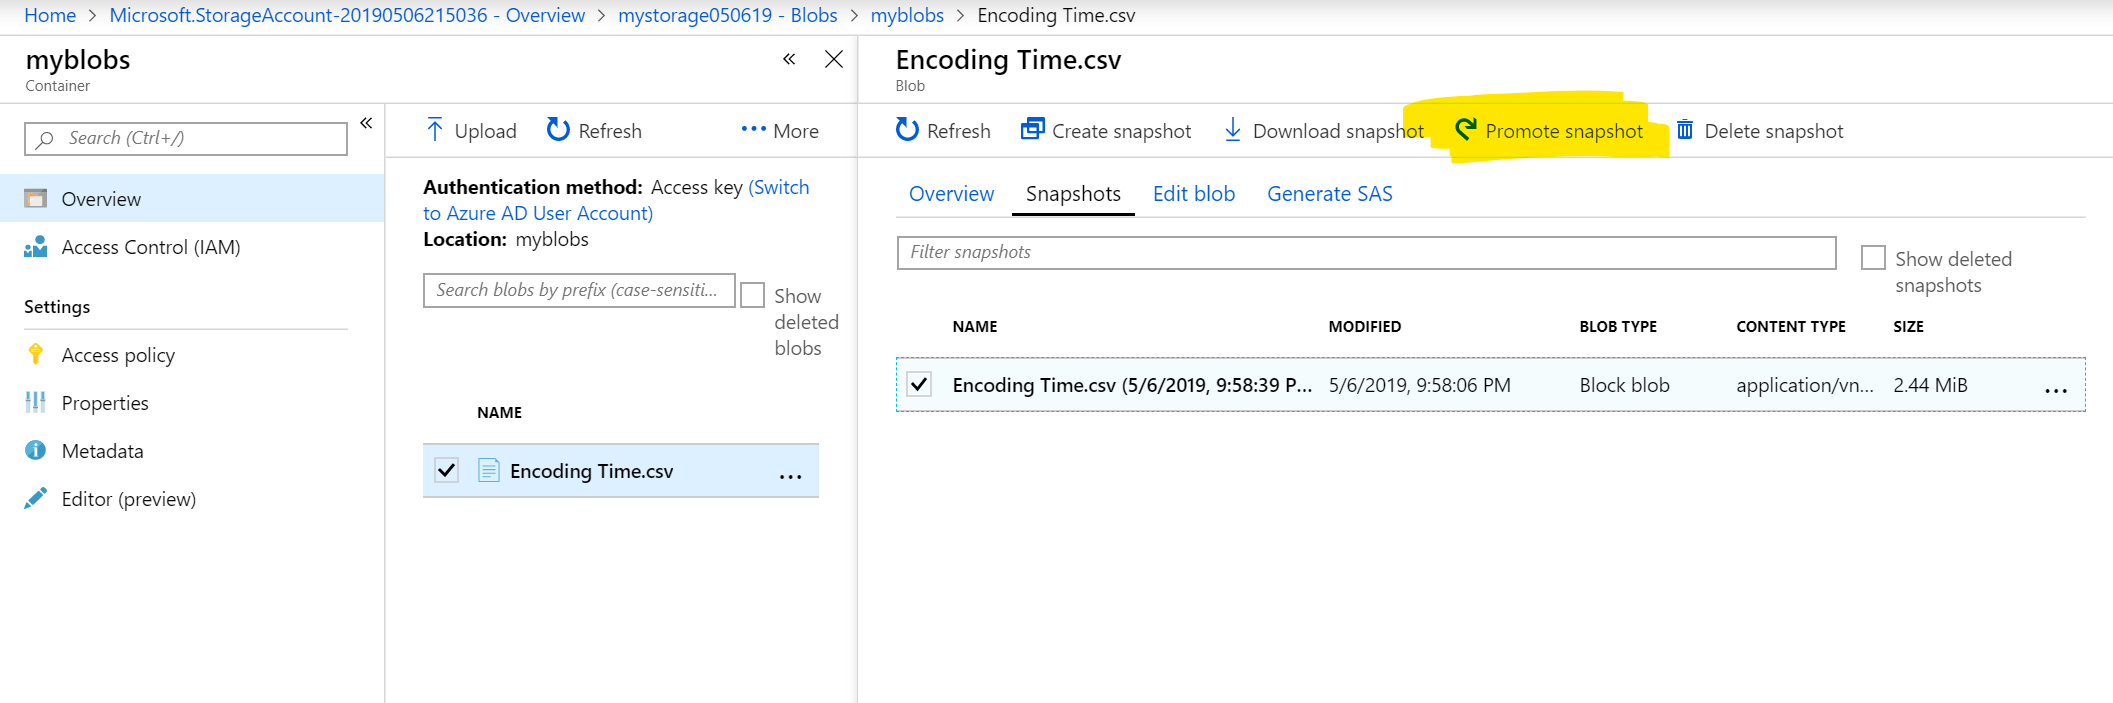 Home > Microsoft.StorageAccount-20190506215036 - Overview > mystorage050619 - Blobs > myblobs > Encoding Time.csv
myblobs
Container
Search (Ctrl+/)
Overview
Access Control (IAM)
Settings
Access policy
Properties
Metadata
Editor (preview)
Upload Refresh ... More
Authentication method: Access key (Switch
to Azure AD User Account)
Location: myblobs
Search blobs by prefix (case-sensiti...
Show
deleted
blobs
NAME
Encoding Time.csv ...
Encoding Time.csv
Blob
Refresh Create snapshot Download snapshot Promote snapshot Delete snapshot
Overview Snapshots Edit blob Generate SAS
Filter snapshots
Show deleted
snapshots
NAME MODIFIED BLOB TYPE CONTENT TYPE SIZE
Encoding Time.csv (5/6/2019, 9:58:39 P... 5/6/2019, 9:58:06 PM Block blob application/vn... 2.44 MiB ...